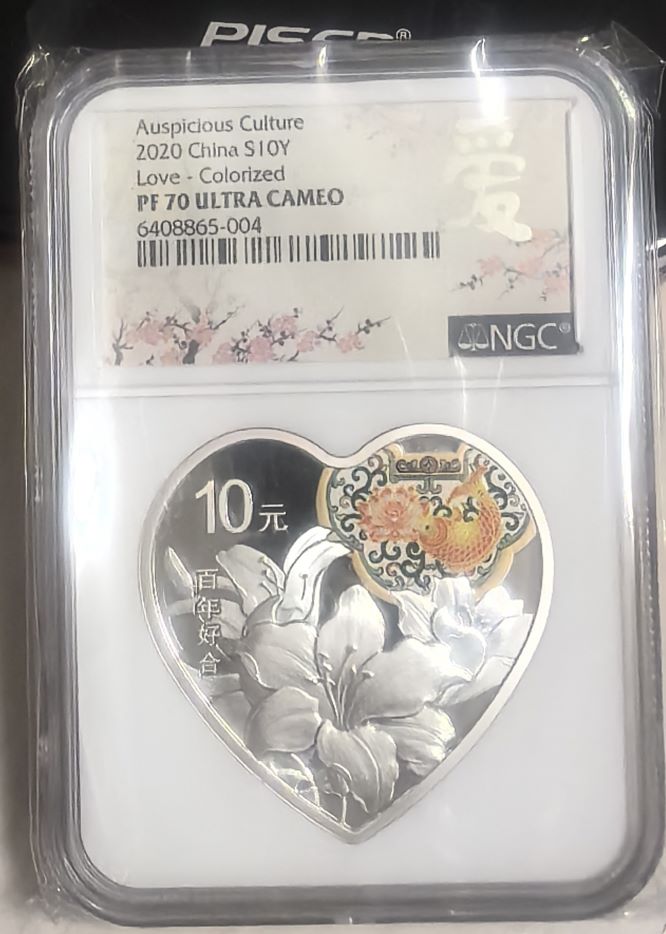 Auspicious Culture
2020 China S10Y
Love - Colorized
PF 70 ULTRA CAMEO
6408865-004
爱
NGC®
10元
百年好合